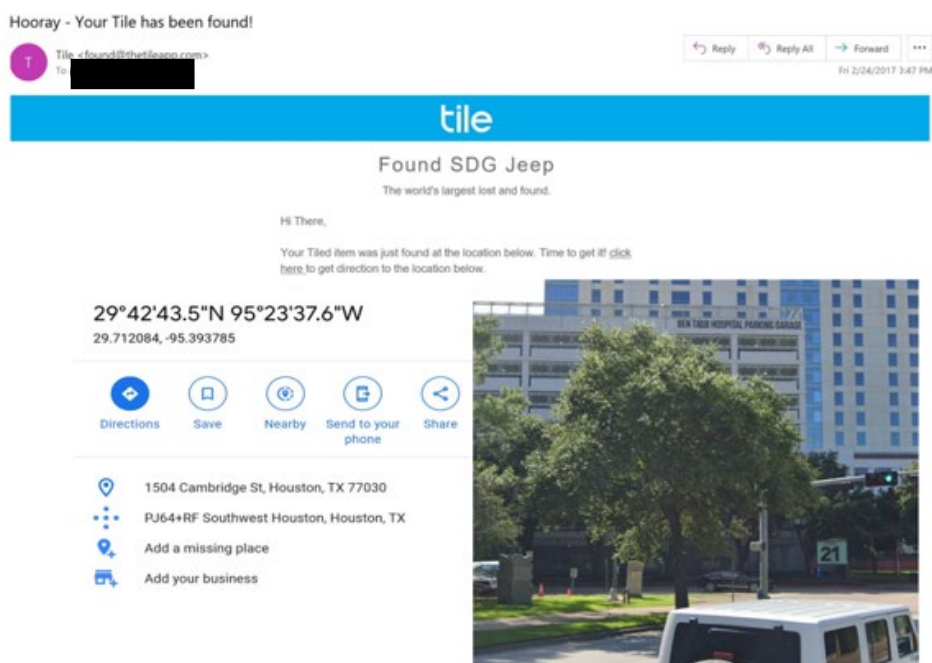 Hooray - Your Tile has been found!
T
Tile <found@thetileapp.com>
To
Reply
Reply All
Forward
Fri 2/24/2017 3:47 PM
tile
Found SDG Jeep
The world's largest lost and found.
Hi There,
Your Tiled item was just found at the location below. Time to get it! click
here to get direction to the location below.
29°42'43.5"N 95°23'37.6"W
29.712084, -95.393785
Directions
Save
Nearby
Send to your
phone
Share
1504 Cambridge St, Houston, TX 77030
PJ64+RF Southwest Houston, Houston, TX
Add a missing place
Add your business
BEN TAUB HOSPITAL PARKING GARAGE
21